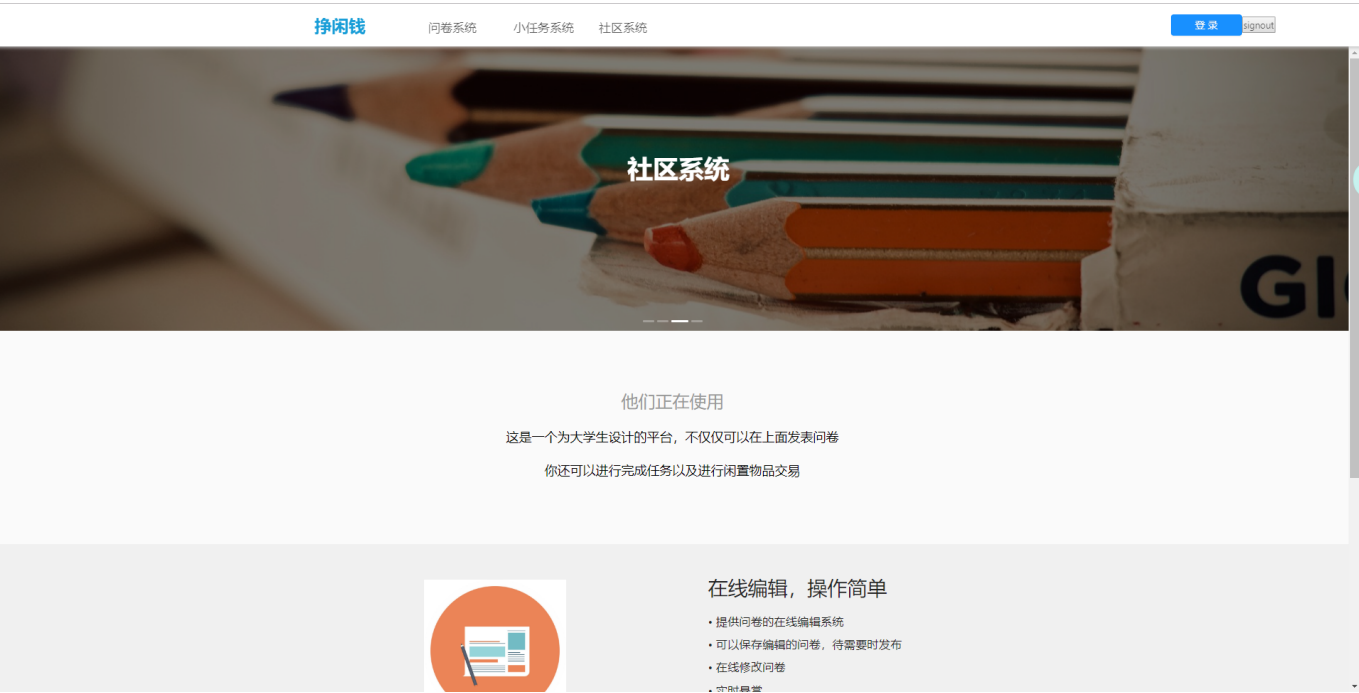 挣闲钱 问卷系统 小任务系统 社区系统 登 录 signout
社区系统
他们正在使用
这是一个为大学生设计的平台，不仅仅可以在上面发表问卷
你还可以进行完成任务以及进行闲置物品交易
在线编辑，操作简单
• 提供问卷的在线编辑系统
• 可以保存编辑的问卷，待需要时发布
• 在线修改问卷
• 实时悬赏